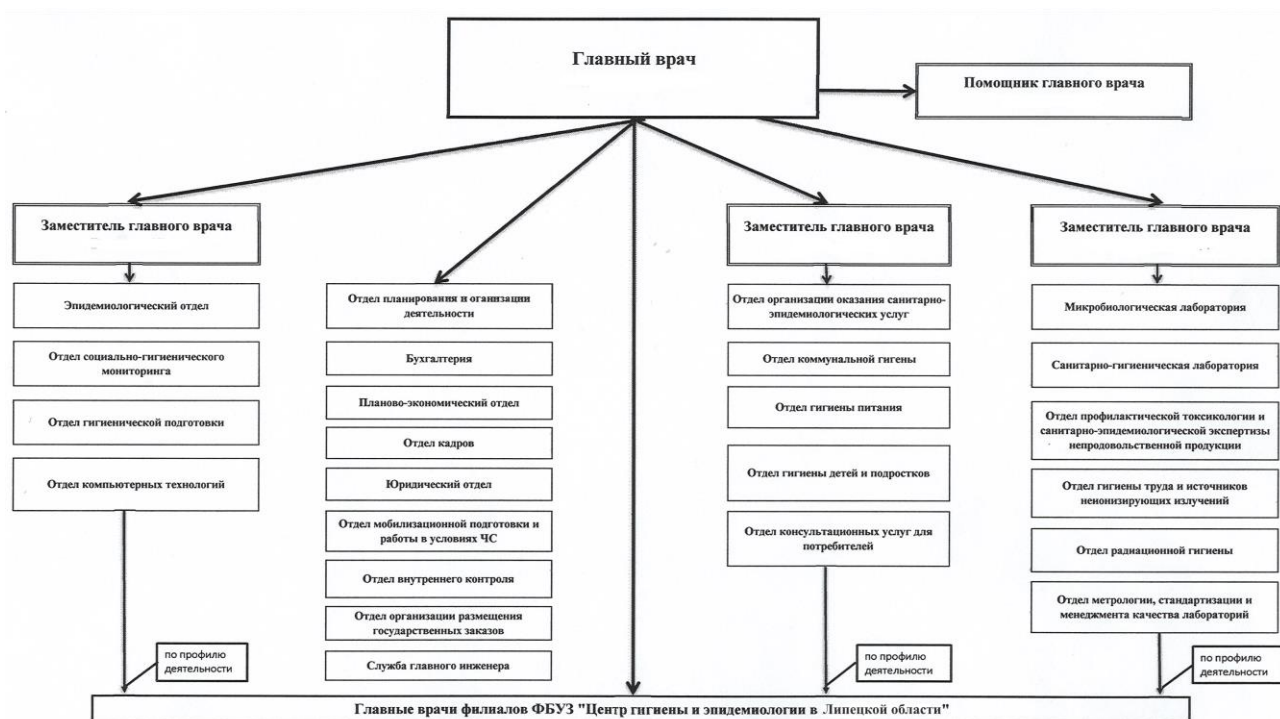 Главный врач
Помощник главного врача
Заместитель главного врача
Эпидемиологический отдел
Отдел социально-гигиенического
мониторинга
Отдел гигиенической подготовки
Отдел компьютерных технологий
по профилю
деятельности
Отдел планирования и оганизации
деятельности
Бухгалтерия
Планово-экономический отдел
Отдел кадров
Юридический отдел
Отдел мобилизационной подготовки и
работы в условиях ЧС
Отдел внутреннего контроля
Отдел организации размещения
государственных заказов
Служба главного инженера
Заместитель главного врача
Отдел организации оказания санитарно-
эпидемиологических услуг
Отдел коммунальной гигены
Отдел гигиены питания
Отдел гигиены детей и подростков
Отдел консультационных услуг для
потребителей
по профилю
деятельности
Заместитель главного врача
Микробиологическая лаборатория
Санитарно-гигиеническая лаборатория
Отдел профилактической токсикологии и
санитарно-эпидемиологической экспертизы
непродовольственной продукции
Отдел гигиены труда и источников
неионизирующих излучений
Отдел радиационной гигиены
Отдел метрологии, стандартизации и
менеджмента качества лабораторий
по профилю
деятельности
Главные врачи филиалов ФБУЗ "Центр гигиены и эпидемиологии в Липецкой области"